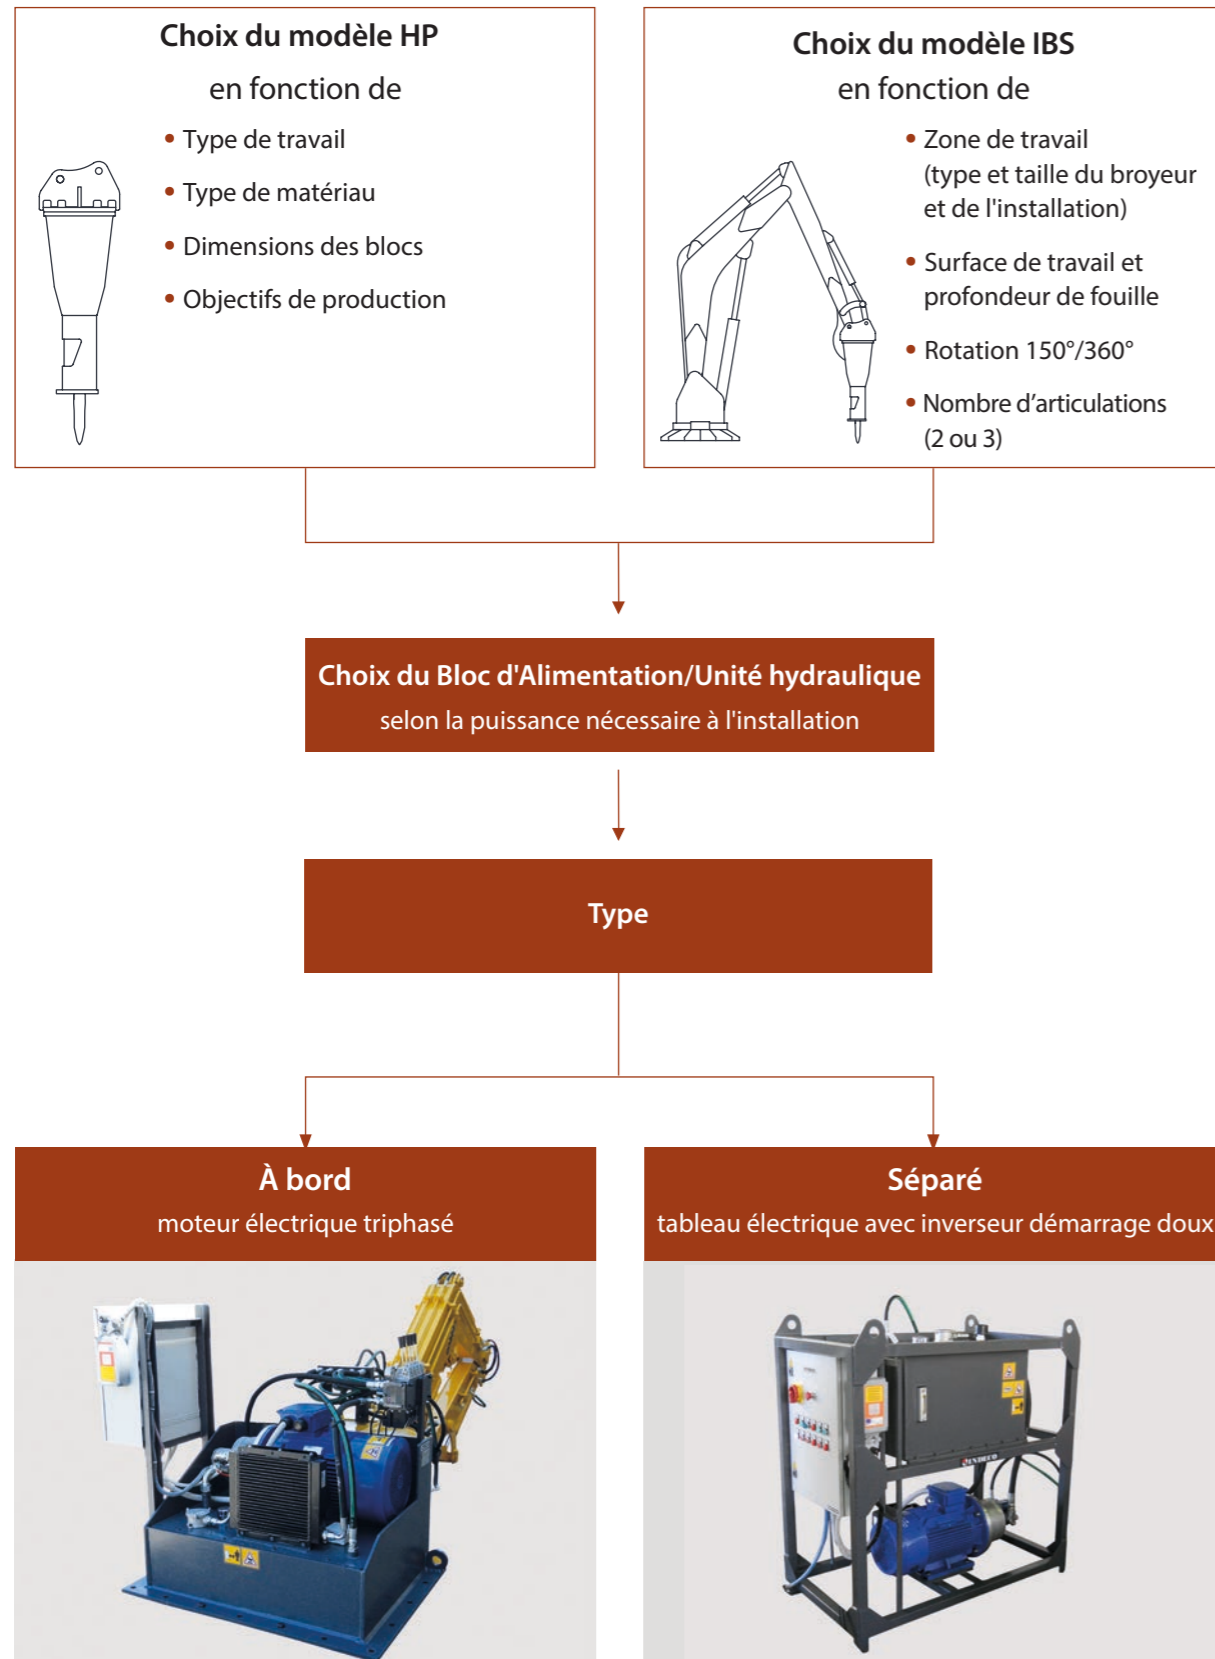 Choix du modèle HP
en fonction de
• Type de travail
• Type de matériau
• Dimensions des blocs
• Objectifs de production
Choix du modèle IBS
en fonction de
• Zone de travail
(type et taille du broyeur
et de l'installation)
• Surface de travail et
profondeur de fouille
• Rotation 150°/360°
• Nombre d’articulations
(2 ou 3)
Choix du Bloc d'Alimentation/Unité hydraulique
selon la puissance nécessaire à l'installation
Type
À bord
moteur électrique triphasé
Séparé
tableau électrique avec inverseur démarrage doux
INDECO